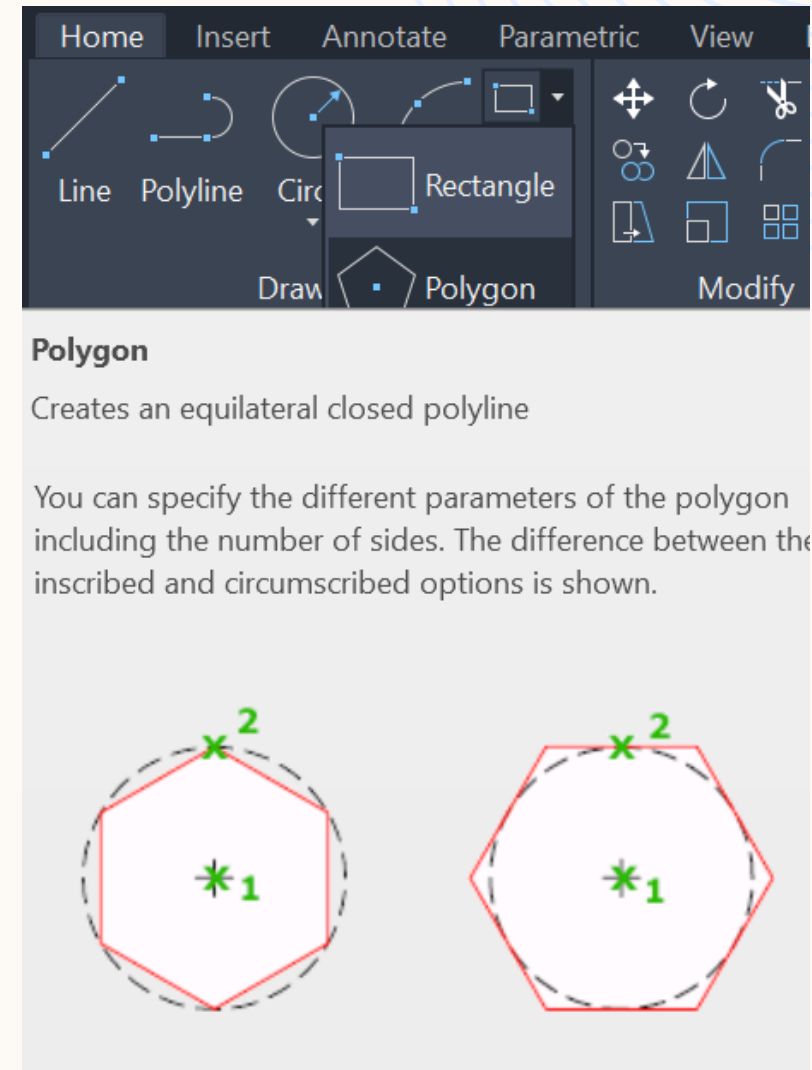 Home Insert Annotate Parametric View
Line Polyline Rectangle
Polygon
Modify
Polygon
Creates an equilateral closed polyline
You can specify the different parameters of the polygon
including the number of sides. The difference between the
inscribed and circumscribed options is shown.
2 2
1 1